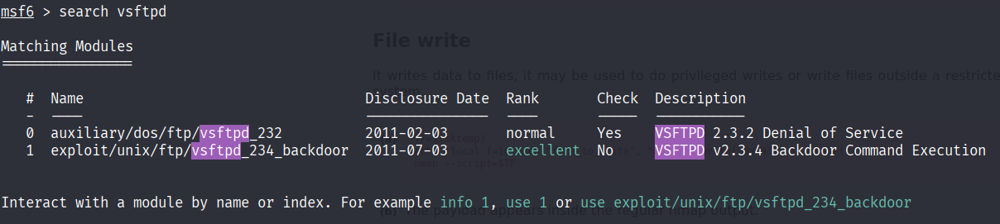 msf6 > search vsftpd
File write
Matching Modules
================
It writes data to files, it may be used to do privileged writes or write files outside a restricte
system.
# Name Disclosure Date Rank Check Description
- ---- --------------- ---- ----- -----------
0 auxiliary/dos/ftp/vsftpd_232 2011-02-03 normal Yes VSFTPD 2.3.2 Denial of Service
1 exploit/unix/ftp/vsftpd_234_backdoor 2011-07-03 excellent No VSFTPD v2.3.4 Backdoor Command Execution
Interact with a module by name or index. For example info 1, use 1 or use exploit/unix/ftp/vsftpd_234_backdoor
(b) The payload appears inside the regular nmap output.